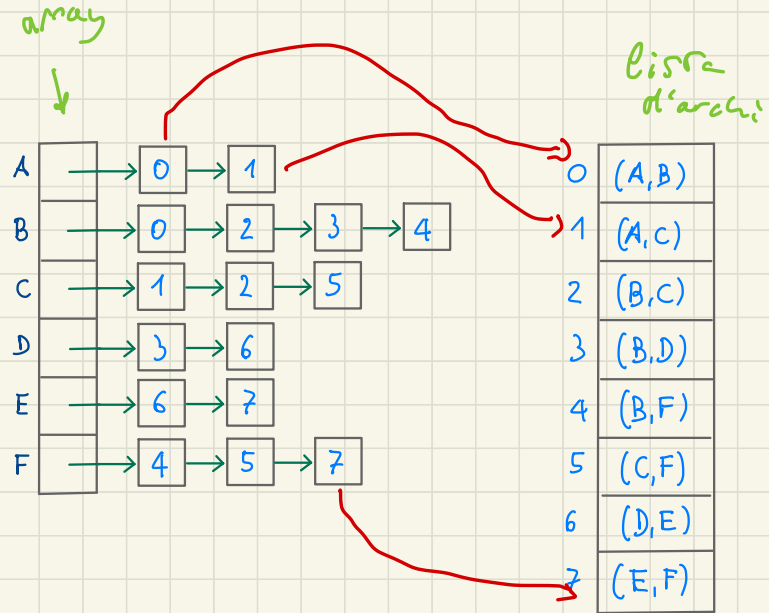 array
lista
d'archi
A 0 1
B 0 2 3 4
C 1 2 5
D 3 6
E 6 7
F 4 5 7
0 (A,B)
1 (A,C)
2 (B,C)
3 (B,D)
4 (B,F)
5 (C,F)
6 (D,E)
7 (E,F)